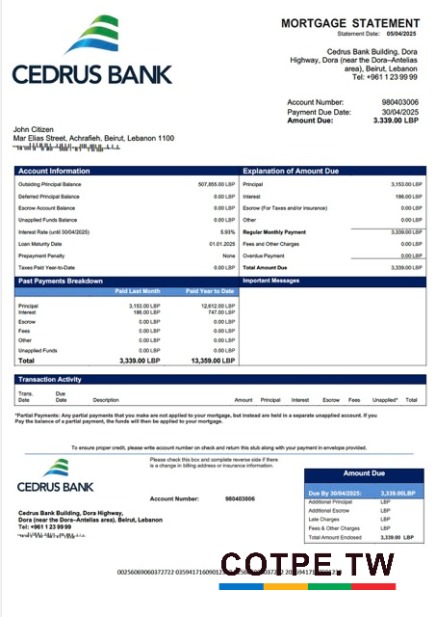 CEDRUS BANK
MORTGAGE STATEMENT
Statement Date: 05/04/2025
Cedrus Bank Building, Dora
Highway, Dora (near the Dora–Antelias
area), Beirut, Lebanon
Tel: +961 1 23 99 99
Account Number: 980403006
Payment Due Date: 30/04/2025
Amount Due: 3.339.00 LBP
John Citizen
Mar Elias Street, Achrafieh, Beirut, Lebanon 1100
Account Information
Outsiding Principal Balance 507,855.00 LBP
Deferred Principal Balance 0.00 LBP
Escrow Account Balance 0.00 LBP
Unapplied Funds Balance 0.00 LBP
Interest Rate (until 30/04/2025) 5.93%
Loan Maturity Date 01.01.2025
Prepayment Penalty None
Taxes Paid Year-to-Date 0.00 LBP
Explanation of Amount Due
Principal 3,153.00 LBP
Interest 186.00 LBP
Escrow (For Taxes and/or insurance) 0.00 LBP
Other 0.00 LBP
Regular Monthly Payment 3,339.00 LBP
Fees and Other Charges 0.00 LBP
Overdue Payment 0.00 LBP
Total Amount Due 3,339.00 LBP
Past Payments Breakdown
Paid Last Month Paid Year to Date
Principal 3,153.00 LBP 12,612.00 LBP
Interest 186.00 LBP 747.00 LBP
Escrow 0.00 LBP 0.00 LBP
Fees 0.00 LBP 0.00 LBP
Other 0.00 LBP 0.00 LBP
Unapplied Funds 0.00 LBP 0.00 LBP
Total 3,339.00 LBP 13,359.00 LBP
Important Messages
Transaction Activity
Trans. Date Due Date Description Amount Principal Interest Escrow Fees Unapplied* Total
*Partial Payments: Any partial payments that you make are not applied to your mortgage, but instead are held in a separate unapplied account. If you
Pay the balance of a partial payment, the funds will then be applied to your mortgage.
To ensure proper credit, please write account number on check and return this stub along with your payment in envelope provided.
CEDRUS BANK
Please check this box and complete reverse side if there
is a change in billing address or insurance information.
Account Number: 980403006
Cedrus Bank Building, Dora Highway,
Dora (near the Dora–Antelias area), Beirut, Lebanon
Tel: +961 1 23 99 99
Amount Due
Due By 30/04/2025: 3,339.00LBP
Additional Principal LBP
Additional Escrow LBP
Late Charges LBP
Fees & Other Charges LBP
Total Amount Enclosed 3,339.00 LBP
COTPE.TW